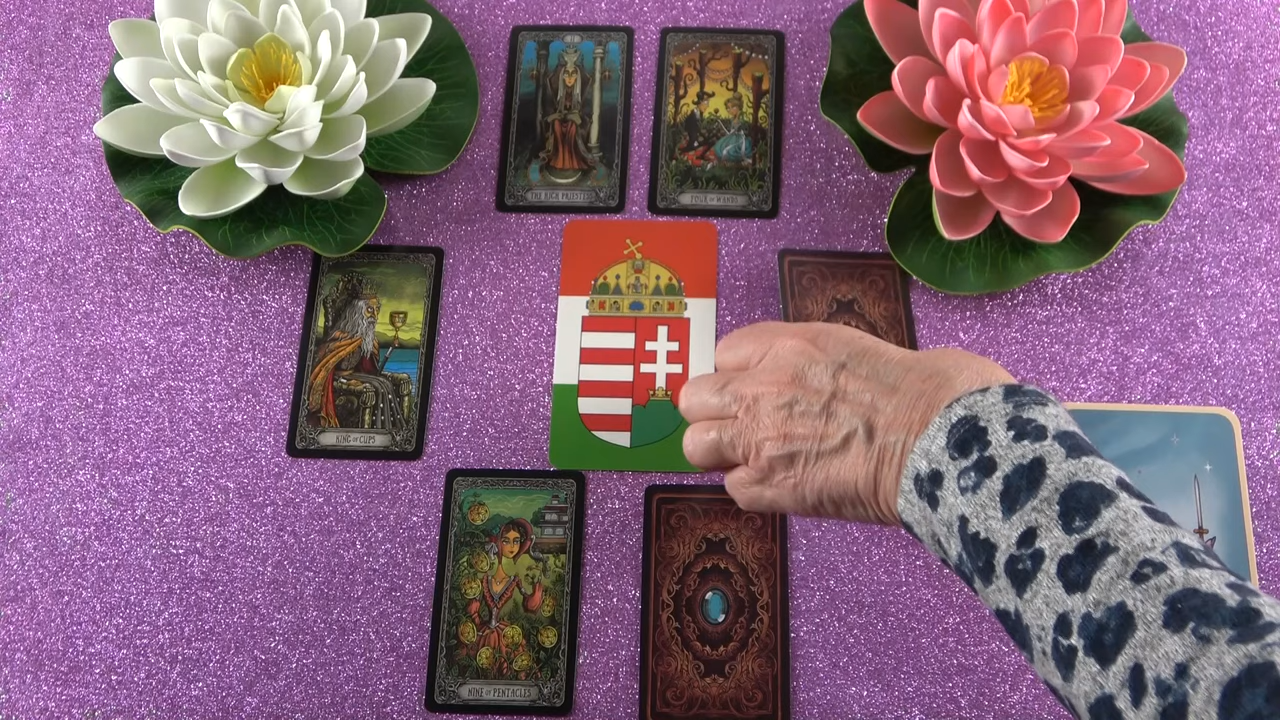 THE HIGH PRIESTESS
FOUR OF WANDS
KING OF CUPS
NINE OF PENTACLES